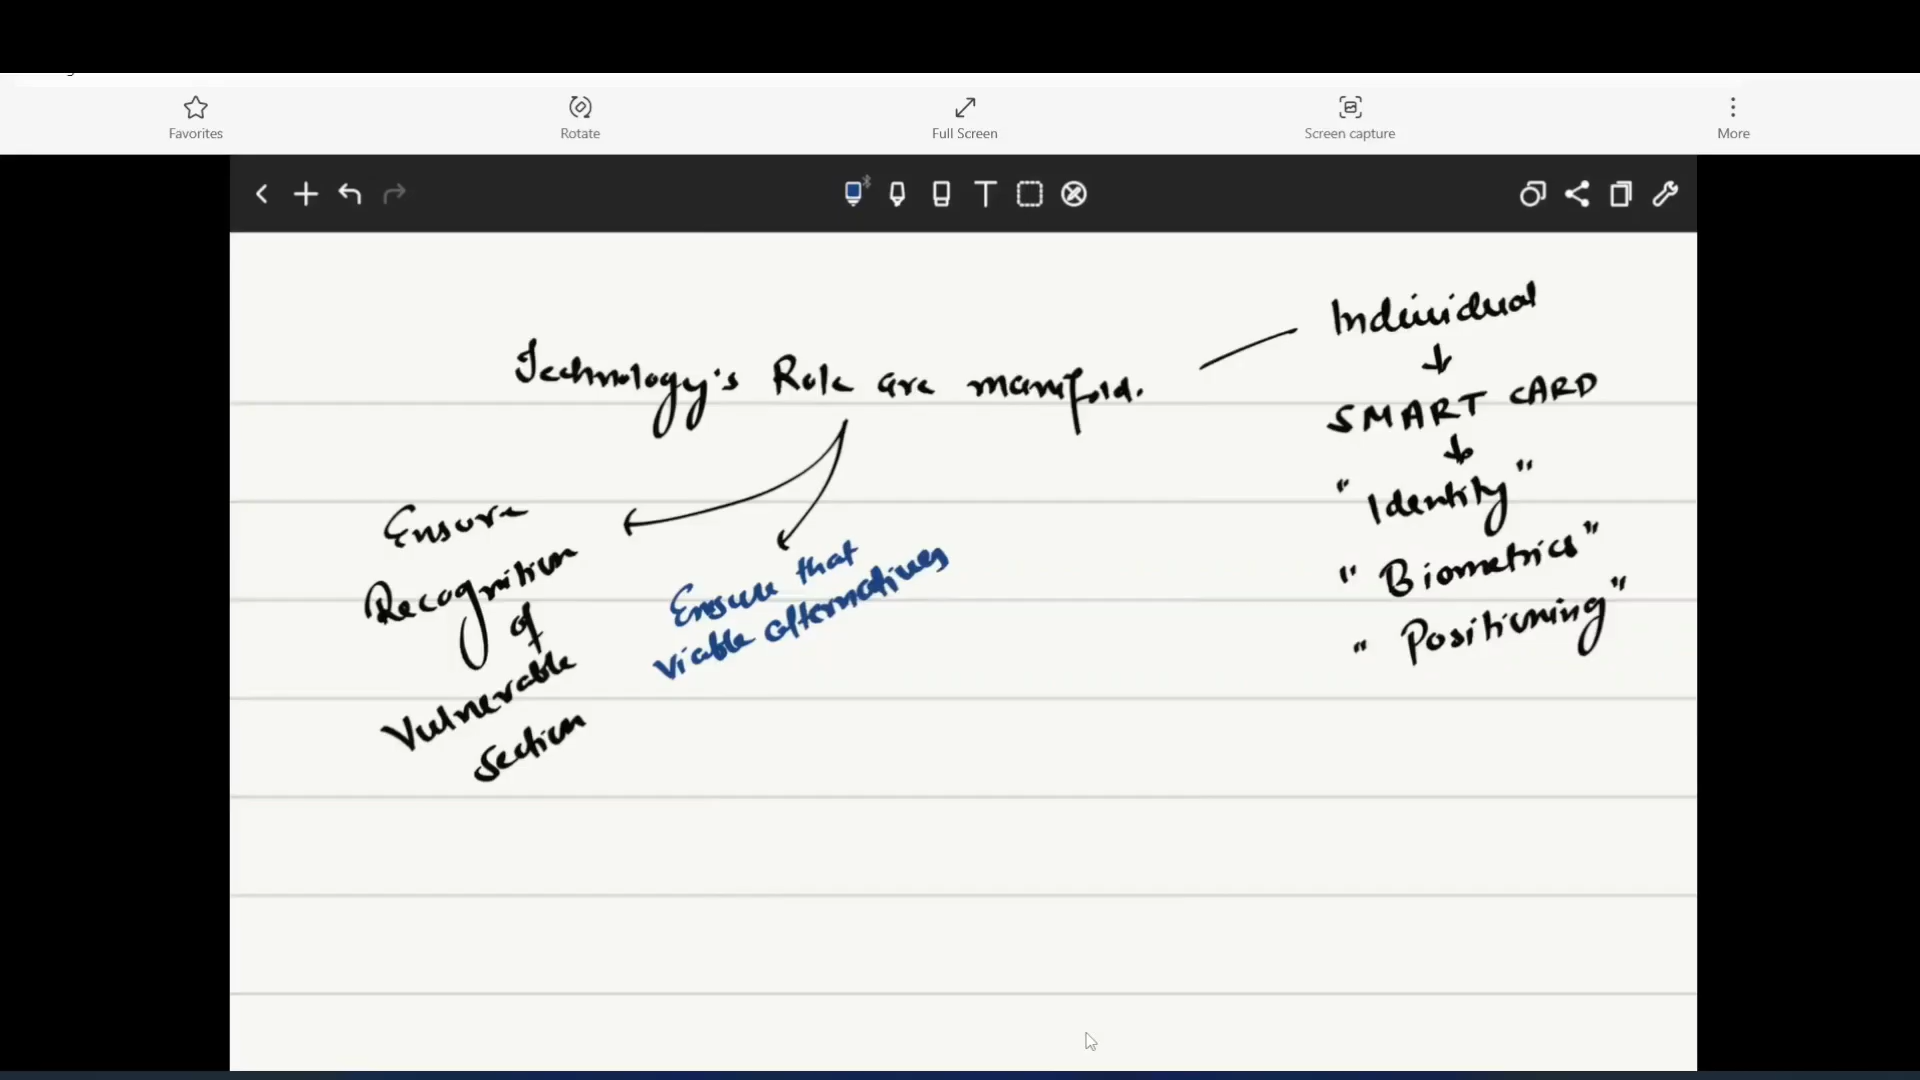 Favorites
Rotate
Full Screen
Screen capture
More
Technology's Role are manifold.
Ensure
Recognition
of
Vulnerable
Section
Ensure that
viable alternatives
Individual
SMART CARD
"Identity"
"Biometrics"
"Positioning"